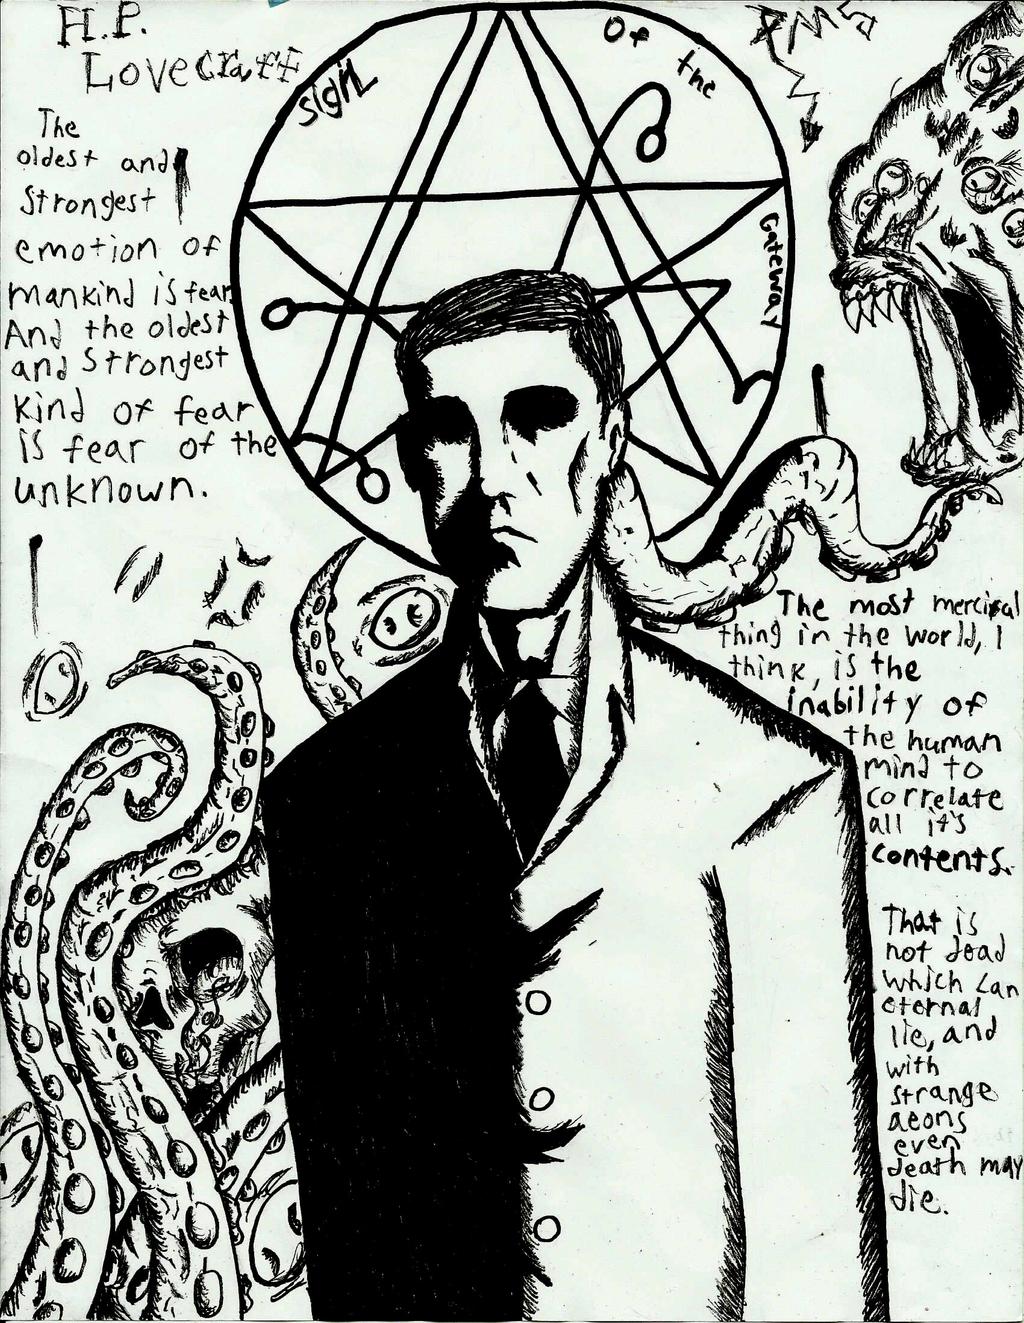 H.P.
Lovecraft
Sigil
Of the
Gateway
RMS
The
oldest and
strongest
emotion of
mankind is fear.
And the oldest
and strongest
kind of fear
is fear of the
unknown.
The most merciful
thing in the world, I
think, is the
inability of
the human
mind to
correlate
all it's
contents.
That is
not dead
which can
eternal
lie, and
with
strange
aeons
even
death may
die.